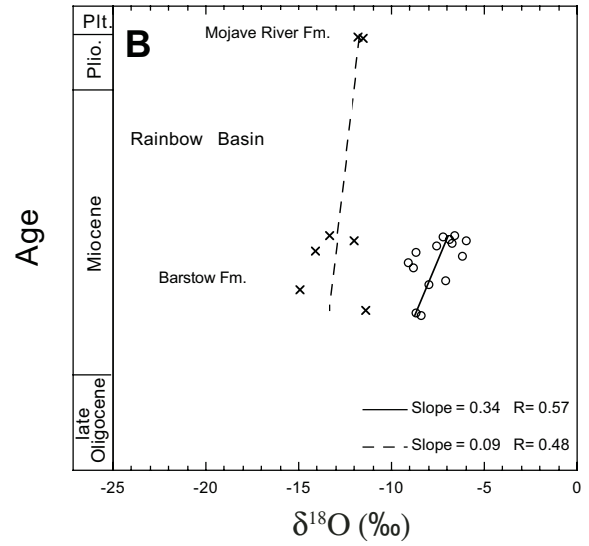 Plt.
Plio.
Miocene
late
Oligocene
Age
B
Mojave River Fm.
Rainbow Basin
Barstow Fm.
Slope = 0.34 R= 0.57
Slope = 0.09 R= 0.48
-25 -20 -15 -10 -5 0
δ¹⁸O (‰)